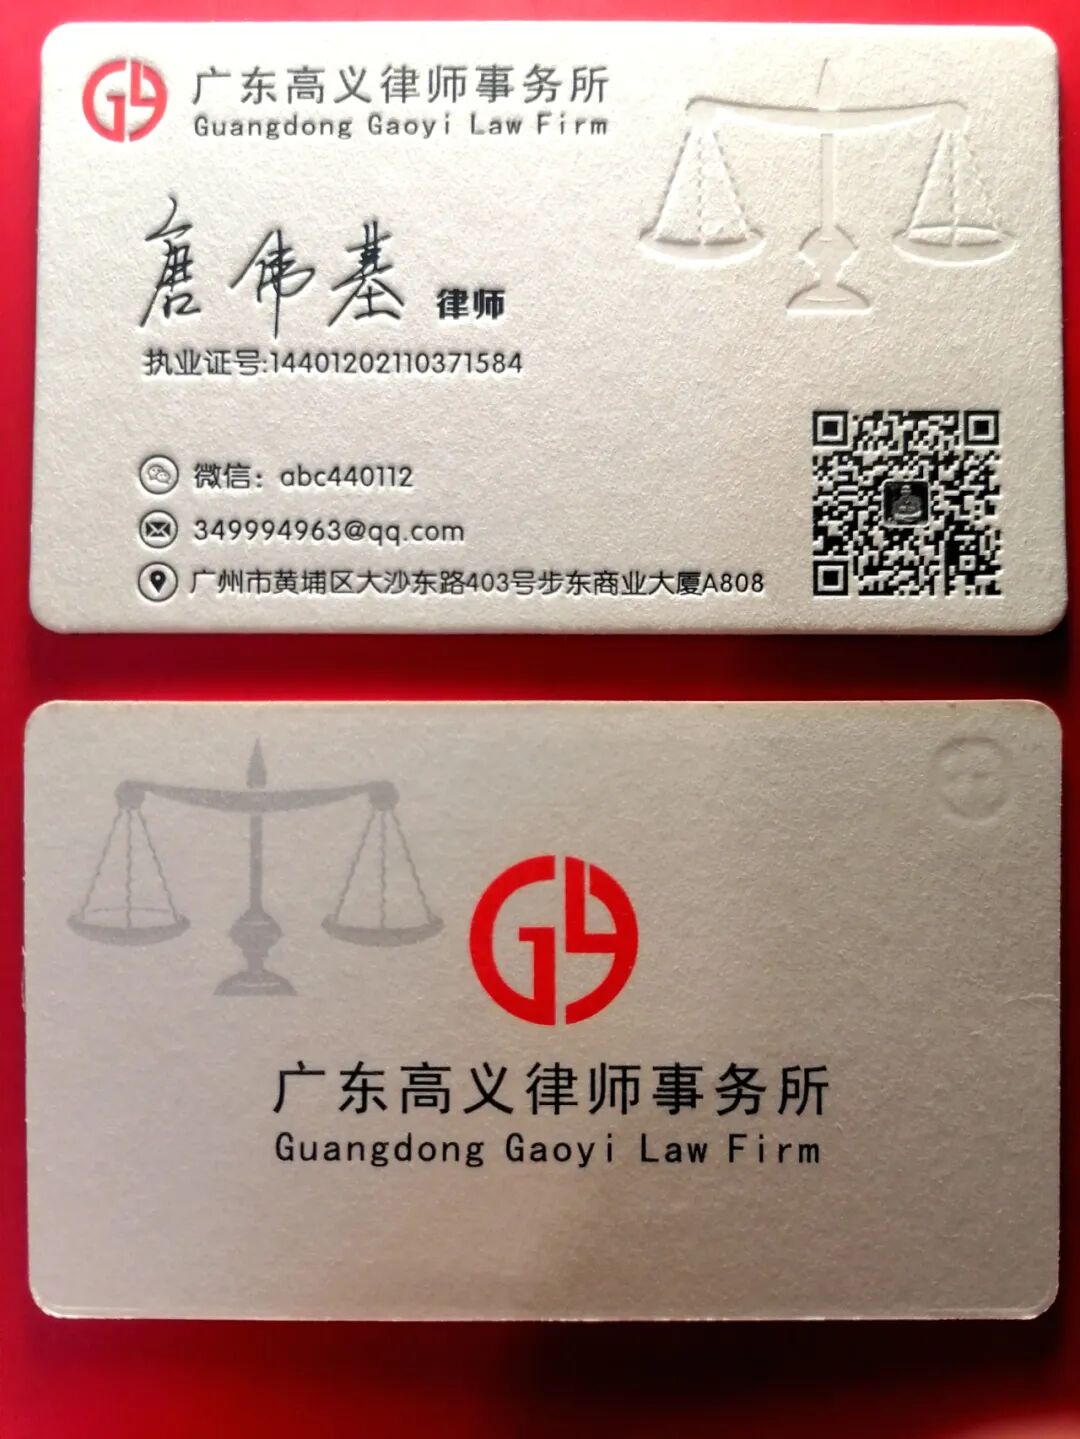 广东高义律师事务所
Guangdong Gaoyi Law Firm
唐伟基 律师
执业证号:14401202110371584
微信：abc440112
349994963@qq.com
广州市黄埔区大沙东路403号步东商业大厦A808
广东高义律师事务所
Guangdong Gaoyi Law Firm